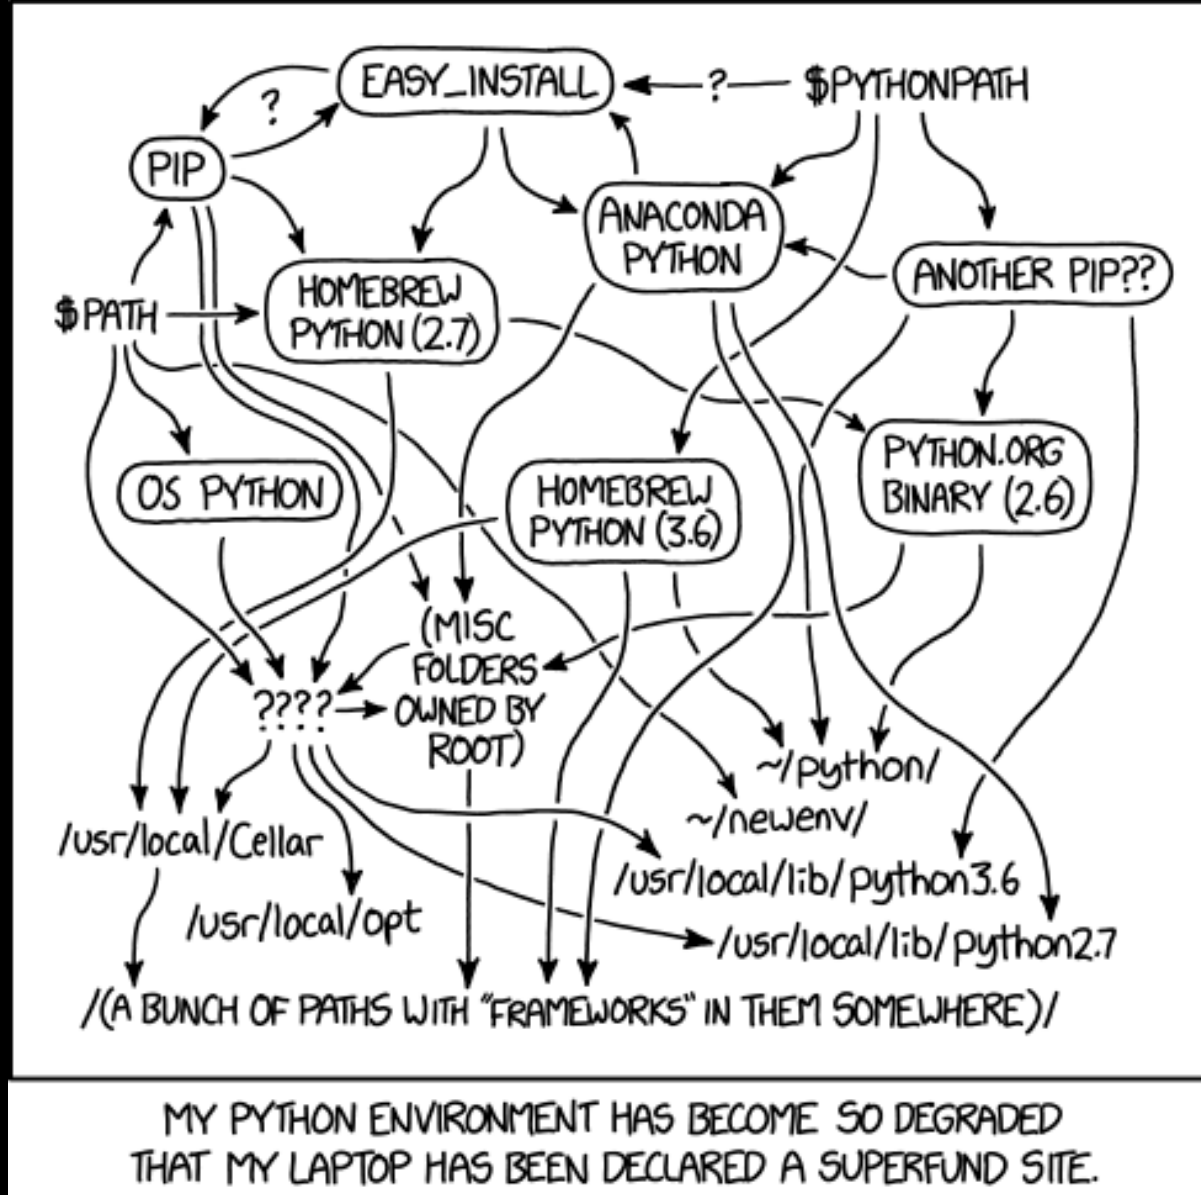 EASY_INSTALL
?
$PYTHONPATH
?
PIP
ANACONDA
PYTHON
ANOTHER PIP??
HOMEBREW
PYTHON (2.7)
$PATH
PYTHON.ORG
BINARY (2.6)
OS PYTHON
HOMEBREW
PYTHON (3.6)
(MISC
FOLDERS
OWNED BY
ROOT)
????
~/python/
~/newenv/
/usr/local/Cellar
/usr/local/lib/python3.6
/usr/local/opt
/usr/local/lib/python2.7
/(A BUNCH OF PATHS WITH "FRAMEWORKS" IN THEM SOMEWHERE)/
MY PYTHON ENVIRONMENT HAS BECOME SO DEGRADED
THAT MY LAPTOP HAS BEEN DECLARED A SUPERFUND SITE.